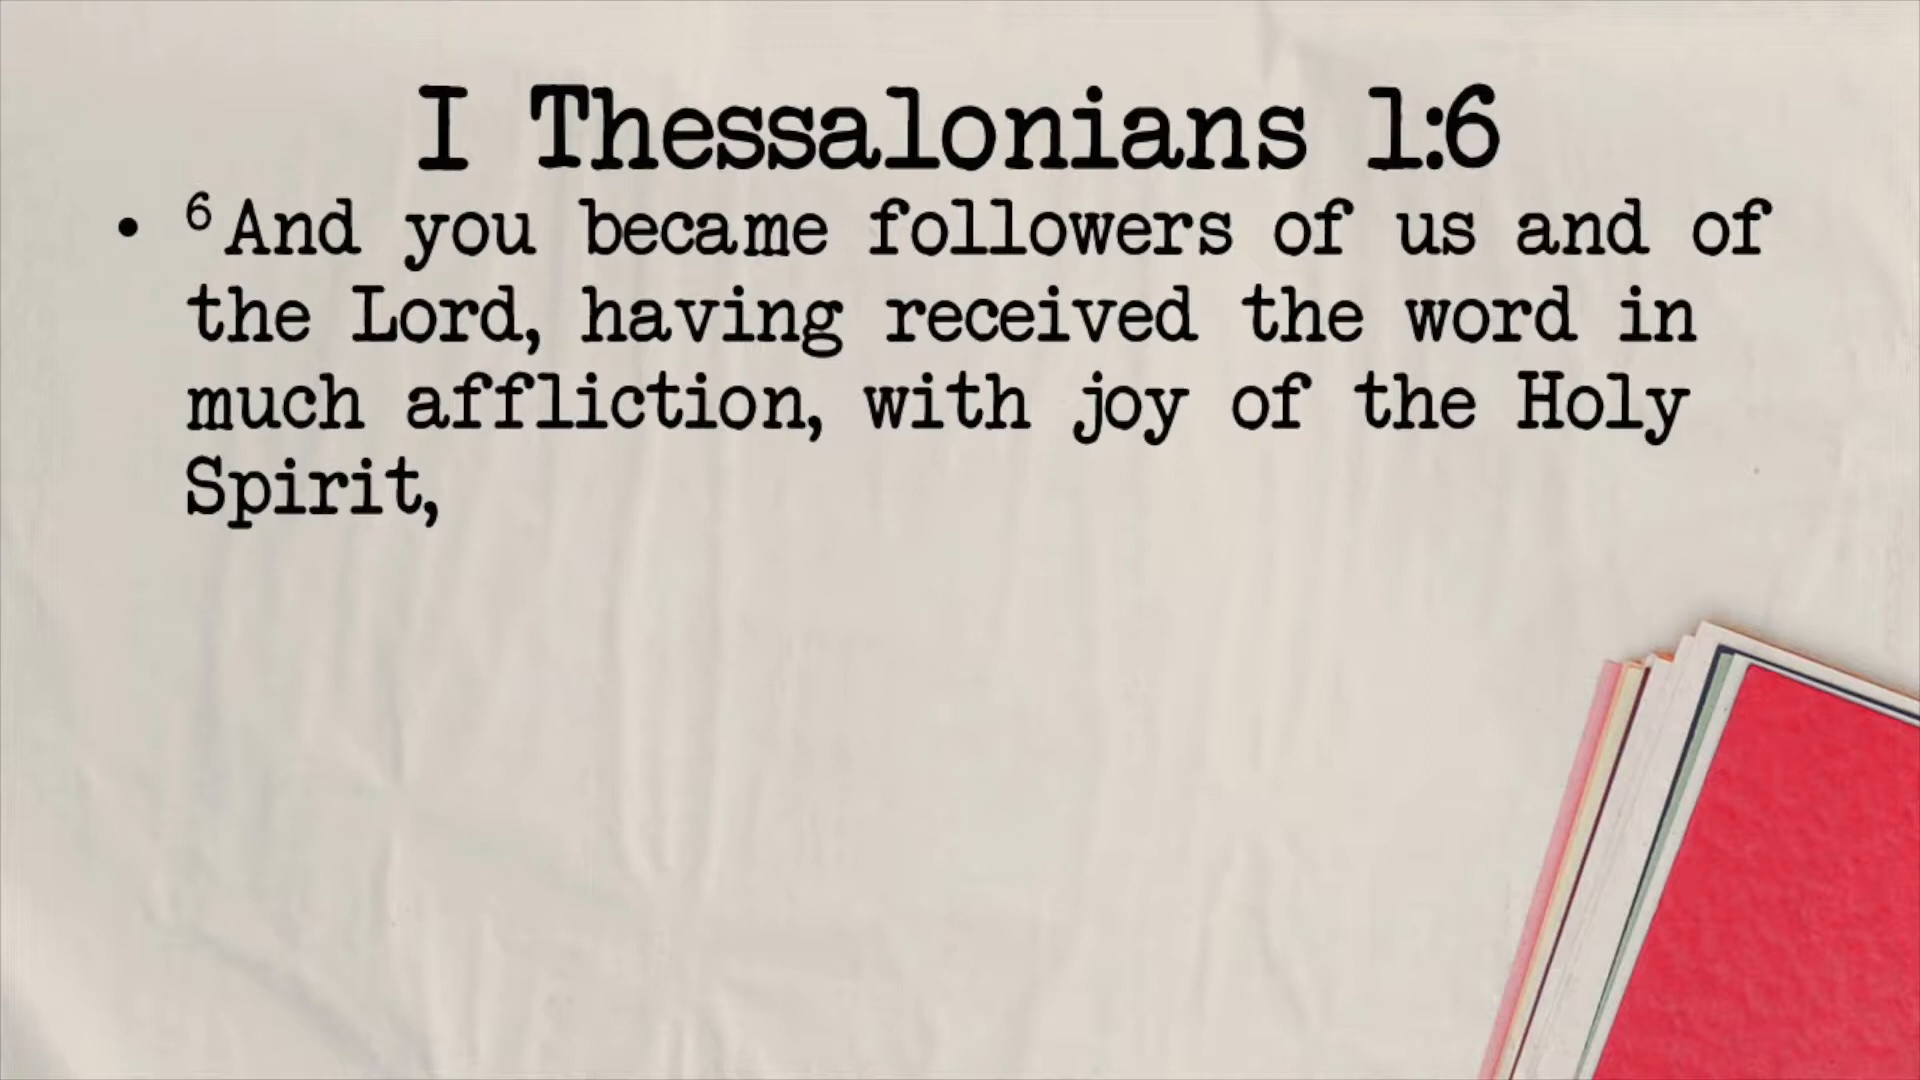 I Thessalonians 1:6
• ⁶ And you became followers of us and of
the Lord, having received the word in
much affliction, with joy of the Holy
Spirit,